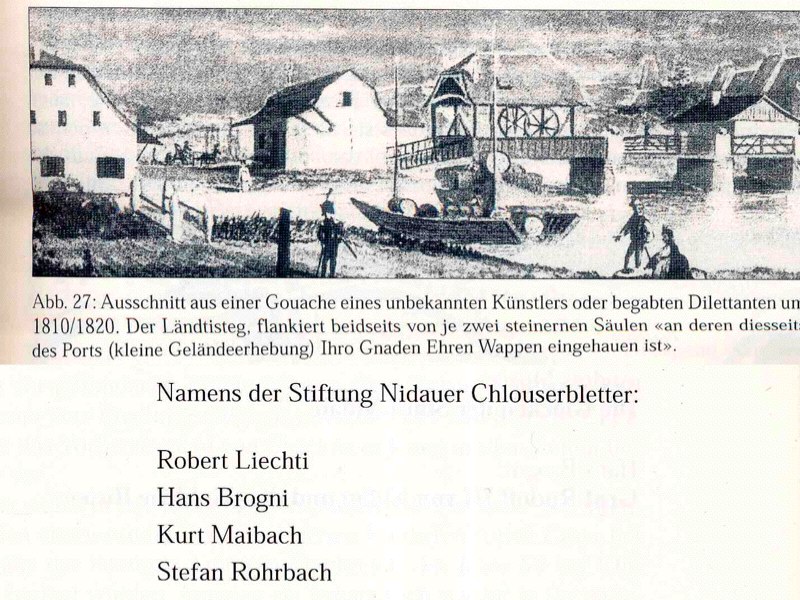 Abb. 27: Ausschnitt aus einer Gouache eines unbekannten Künstlers oder begabten Dilettanten um
1810/1820. Der Ländtisteg, flankiert beidseits von je zwei steinernen Säulen «an deren diesseits
des Ports (kleine Geländeerhebung) Ihro Gnaden Ehren Wappen eingehauen ist».
Namens der Stiftung Nidauer Chlouserbletter:
Robert Liechti
Hans Brogni
Kurt Maibach
Stefan Rohrbach